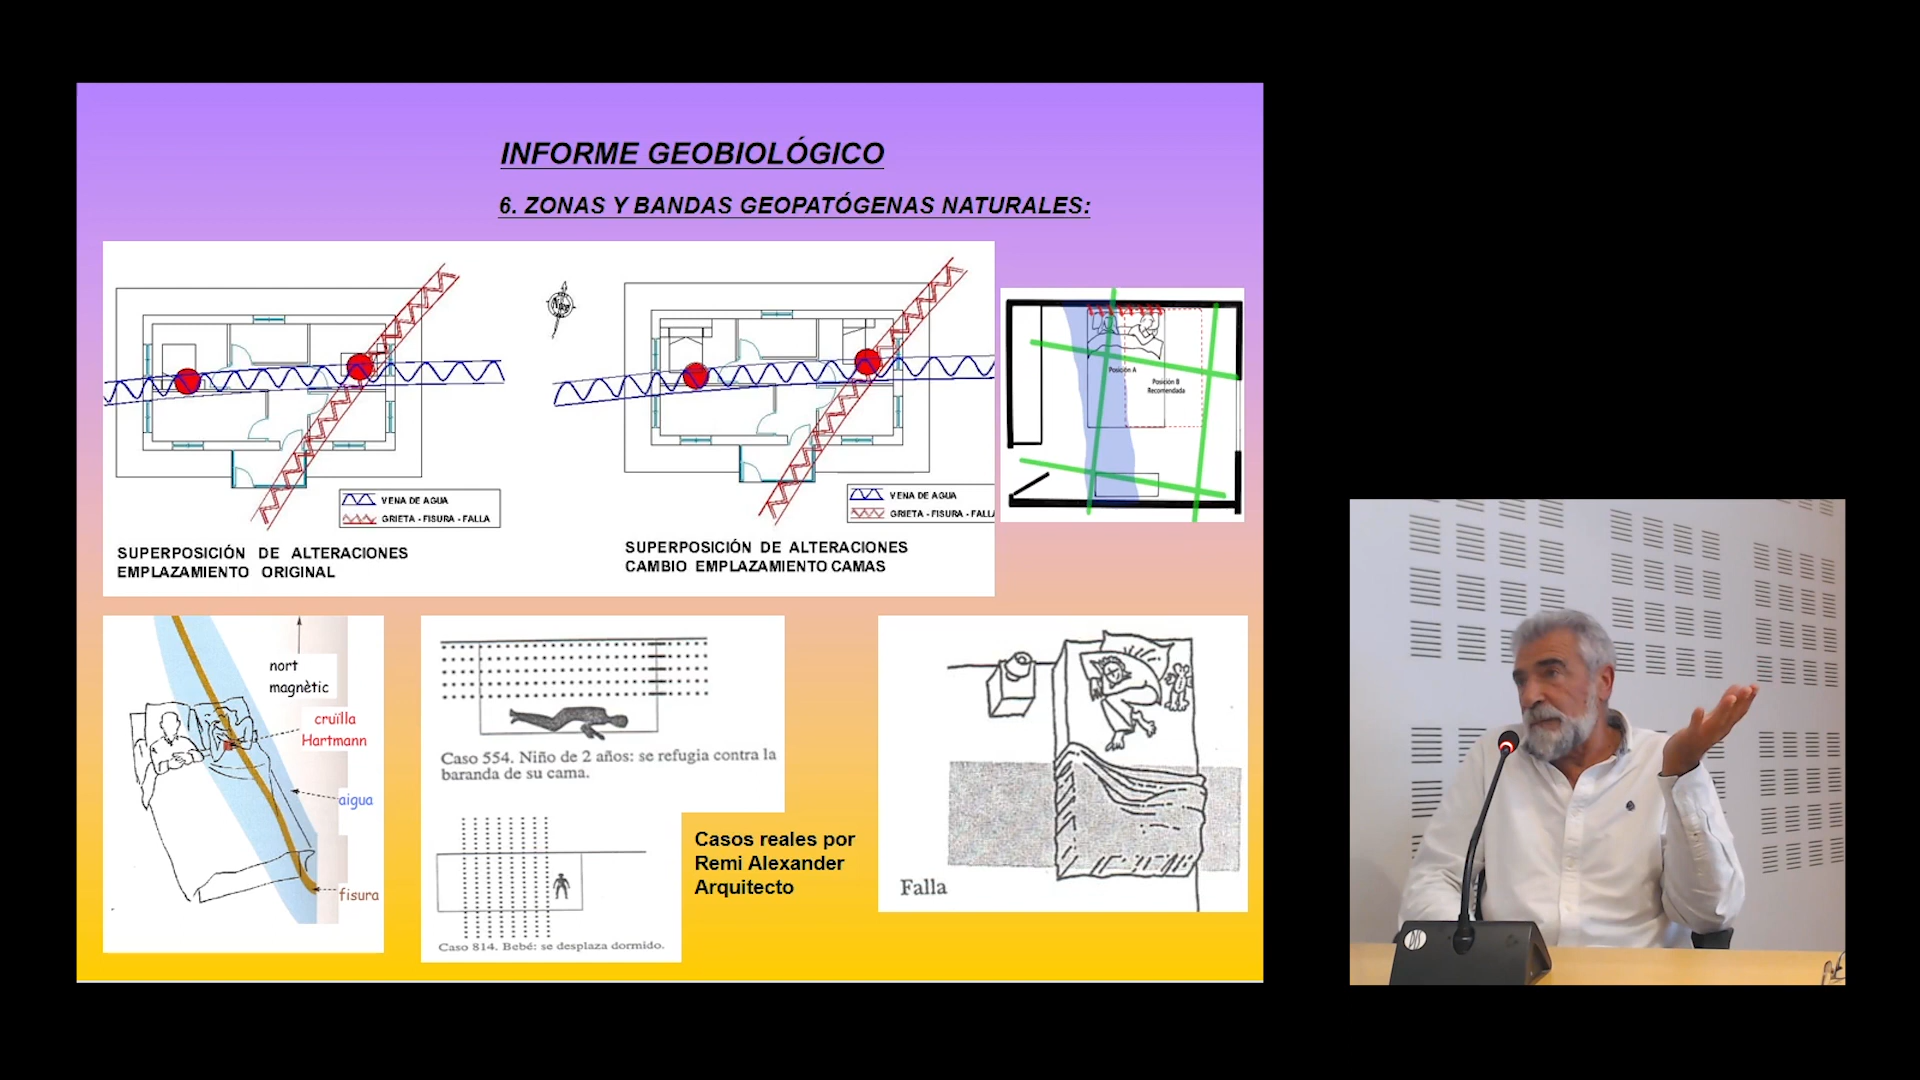 INFORME GEOBIOLÓGICO
6. ZONAS Y BANDAS GEOPATÓGENAS NATURALES:
VENA DE AGUA
GRIETA - FISURA - FALLA
SUPERPOSICIÓN DE ALTERACIONES
EMPLAZAMIENTO ORIGINAL
VENA DE AGUA
GRIETA - FISURA - FALLA
SUPERPOSICIÓN DE ALTERACIONES
CAMBIO EMPLAZAMIENTO CAMAS
Posición A
Posición B
Recomendada
nort
magnètic
cruïlla
Hartmann
aigua
fisura
Caso 554. Niño de 2 años: se refugia contra la
baranda de su cama.
Caso 814. Bebé: se desplaza dormido.
Casos reales por
Remi Alexander
Arquitecto
Falla